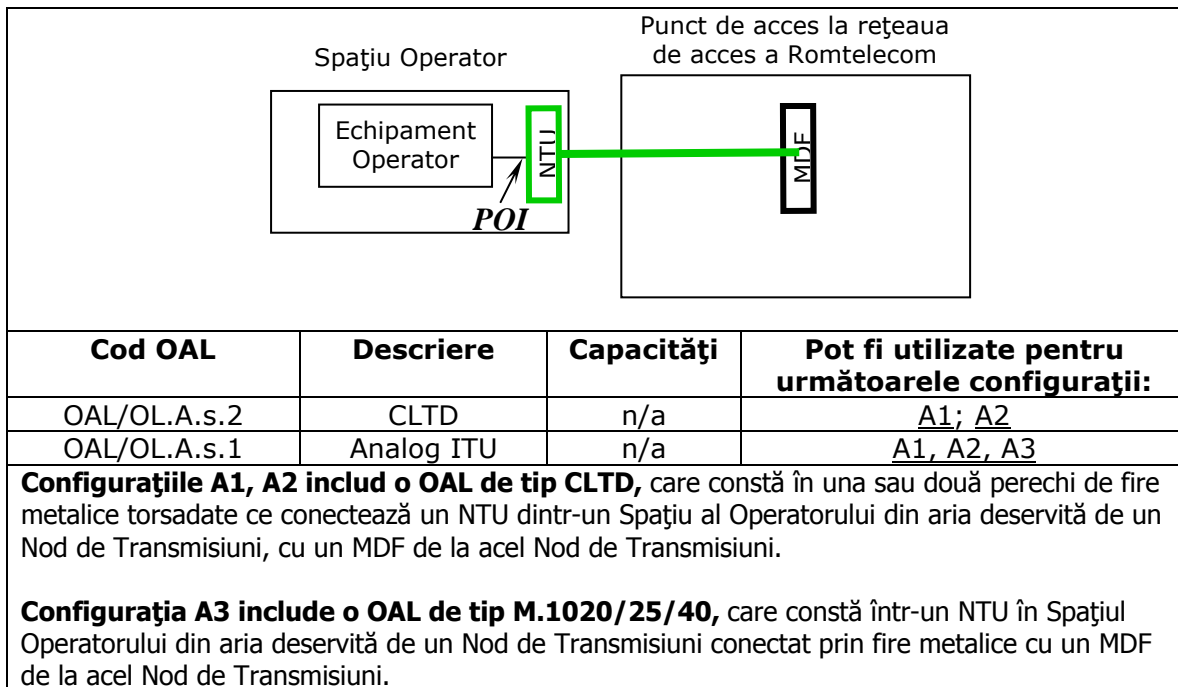 Punct de acces la reţeaua
de acces a Romtelecom
Spaţiu Operator
Echipament
Operator
NTU
MDF
POI
Cod OAL Descriere Capacităţi Pot fi utilizate pentru
următoarele configuraţii:
OAL/OL.A.s.2 CLTD n/a A1; A2
OAL/OL.A.s.1 Analog ITU n/a A1, A2, A3
Configuraţiile A1, A2 includ o OAL de tip CLTD, care constă în una sau două perechi de fire
metalice torsadate ce conectează un NTU dintr-un Spaţiu al Operatorului din aria deservită de un
Nod de Transmisiuni, cu un MDF de la acel Nod de Transmisiuni.
Configuraţia A3 include o OAL de tip M.1020/25/40, care constă într-un NTU în Spaţiul
Operatorului din aria deservită de un Nod de Transmisiuni conectat prin fire metalice cu un MDF
de la acel Nod de Transmisiuni.